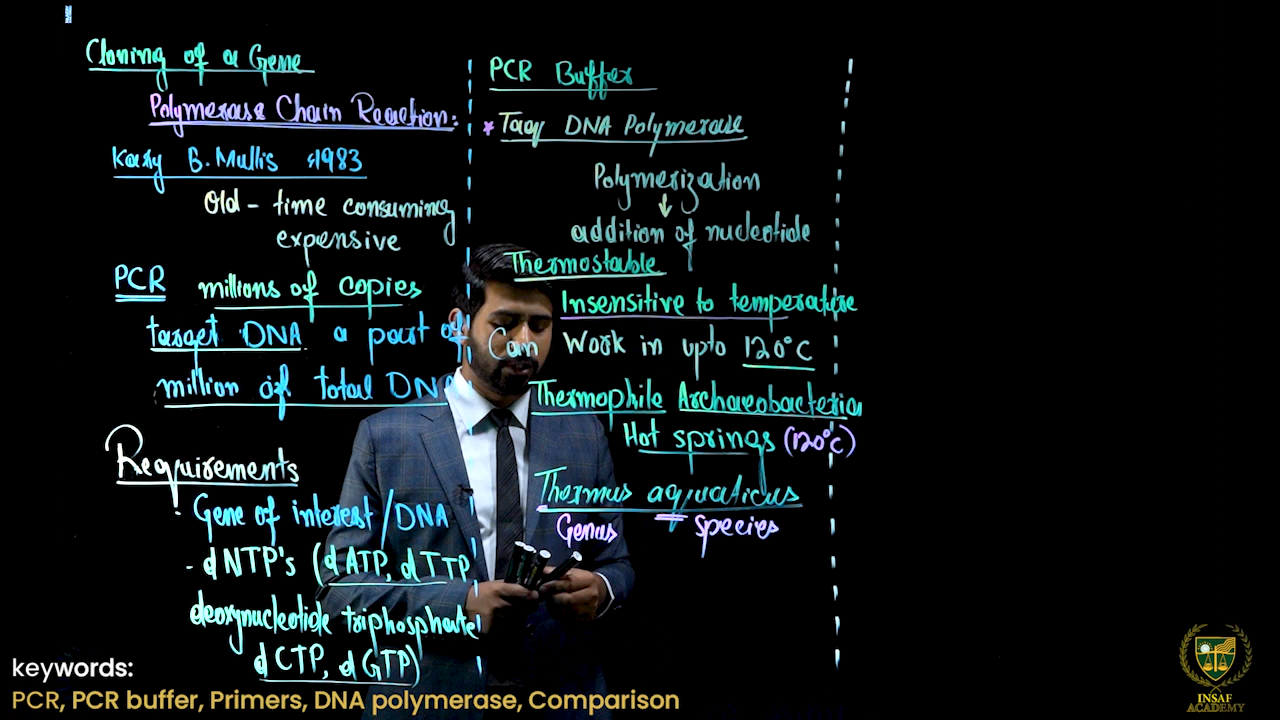 Cloning of a Gene
Polymerase Chain Reaction:
Kary B. Mullis 1983
Old - time consuming
expensive
PCR millions of copies
target DNA a part of
million of total DNA
Requirements
· Gene of interest / DNA
- dNTP's (dATP, dTTP
deoxynucleotide triphosphate
dCTP, dGTP)
PCR Buffer
* Taq DNA Polymerase
Polymerization
↓
addition of nucleotide
Thermostable
Insensitive to temperature
Can Work in upto 120°C
Thermophile Archaeobacteria
Hot springs (120°C)
Thermus aquaticus
Genus species
keywords:
PCR, PCR buffer, Primers, DNA polymerase, Comparison
INSAF
ACADEMY